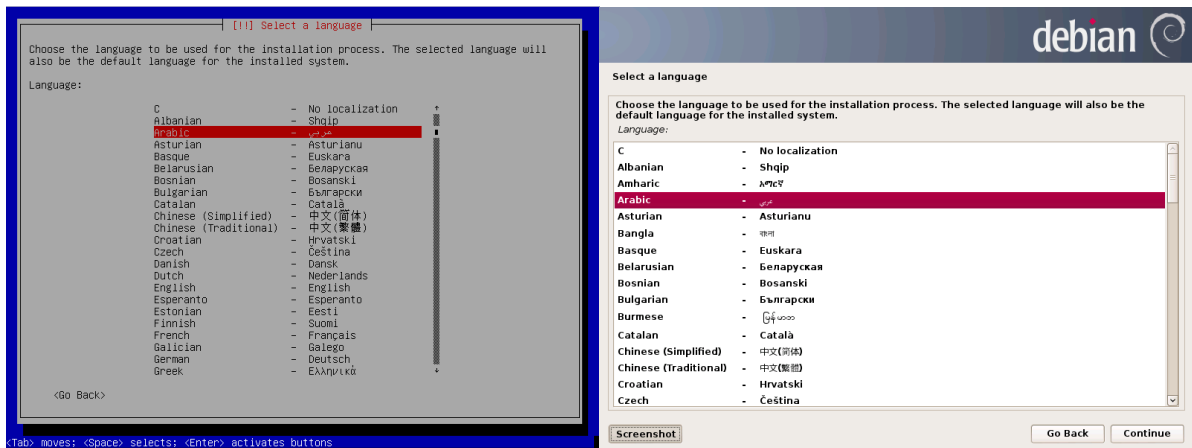 [!!] Select a language
Choose the language to be used for the installation process. The selected language will
also be the default language for the installed system.
Language:
C - No localization
Albanian - Shqip
Arabic - عربي
Asturian - Asturianu
Basque - Euskara
Belarusian - Беларуская
Bosnian - Bosanski
Bulgarian - Български
Catalan - Català
Chinese (Simplified) - 中文(简体)
Chinese (Traditional) - 中文(繁體)
Croatian - Hrvatski
Czech - Čeština
Danish - Dansk
Dutch - Nederlands
English - English
Esperanto - Esperanto
Estonian - Eesti
Finnish - Suomi
French - Français
Galician - Galego
German - Deutsch
Greek - Ελληνικά
<Go Back>
<Tab> moves; <Space> selects; <Enter> activates buttons
debian
Select a language
Choose the language to be used for the installation process. The selected language will also be the
default language for the installed system.
Language:
C - No localization
Albanian - Shqip
Amharic - አማርኛ
Arabic - عربي
Asturian - Asturianu
Bangla - বাংলা
Basque - Euskara
Belarusian - Беларуская
Bosnian - Bosanski
Bulgarian - Български
Burmese - မြန်မာစာ
Catalan - Català
Chinese (Simplified) - 中文(简体)
Chinese (Traditional) - 中文(繁體)
Croatian - Hrvatski
Czech - Čeština
Screenshot
Go Back
Continue